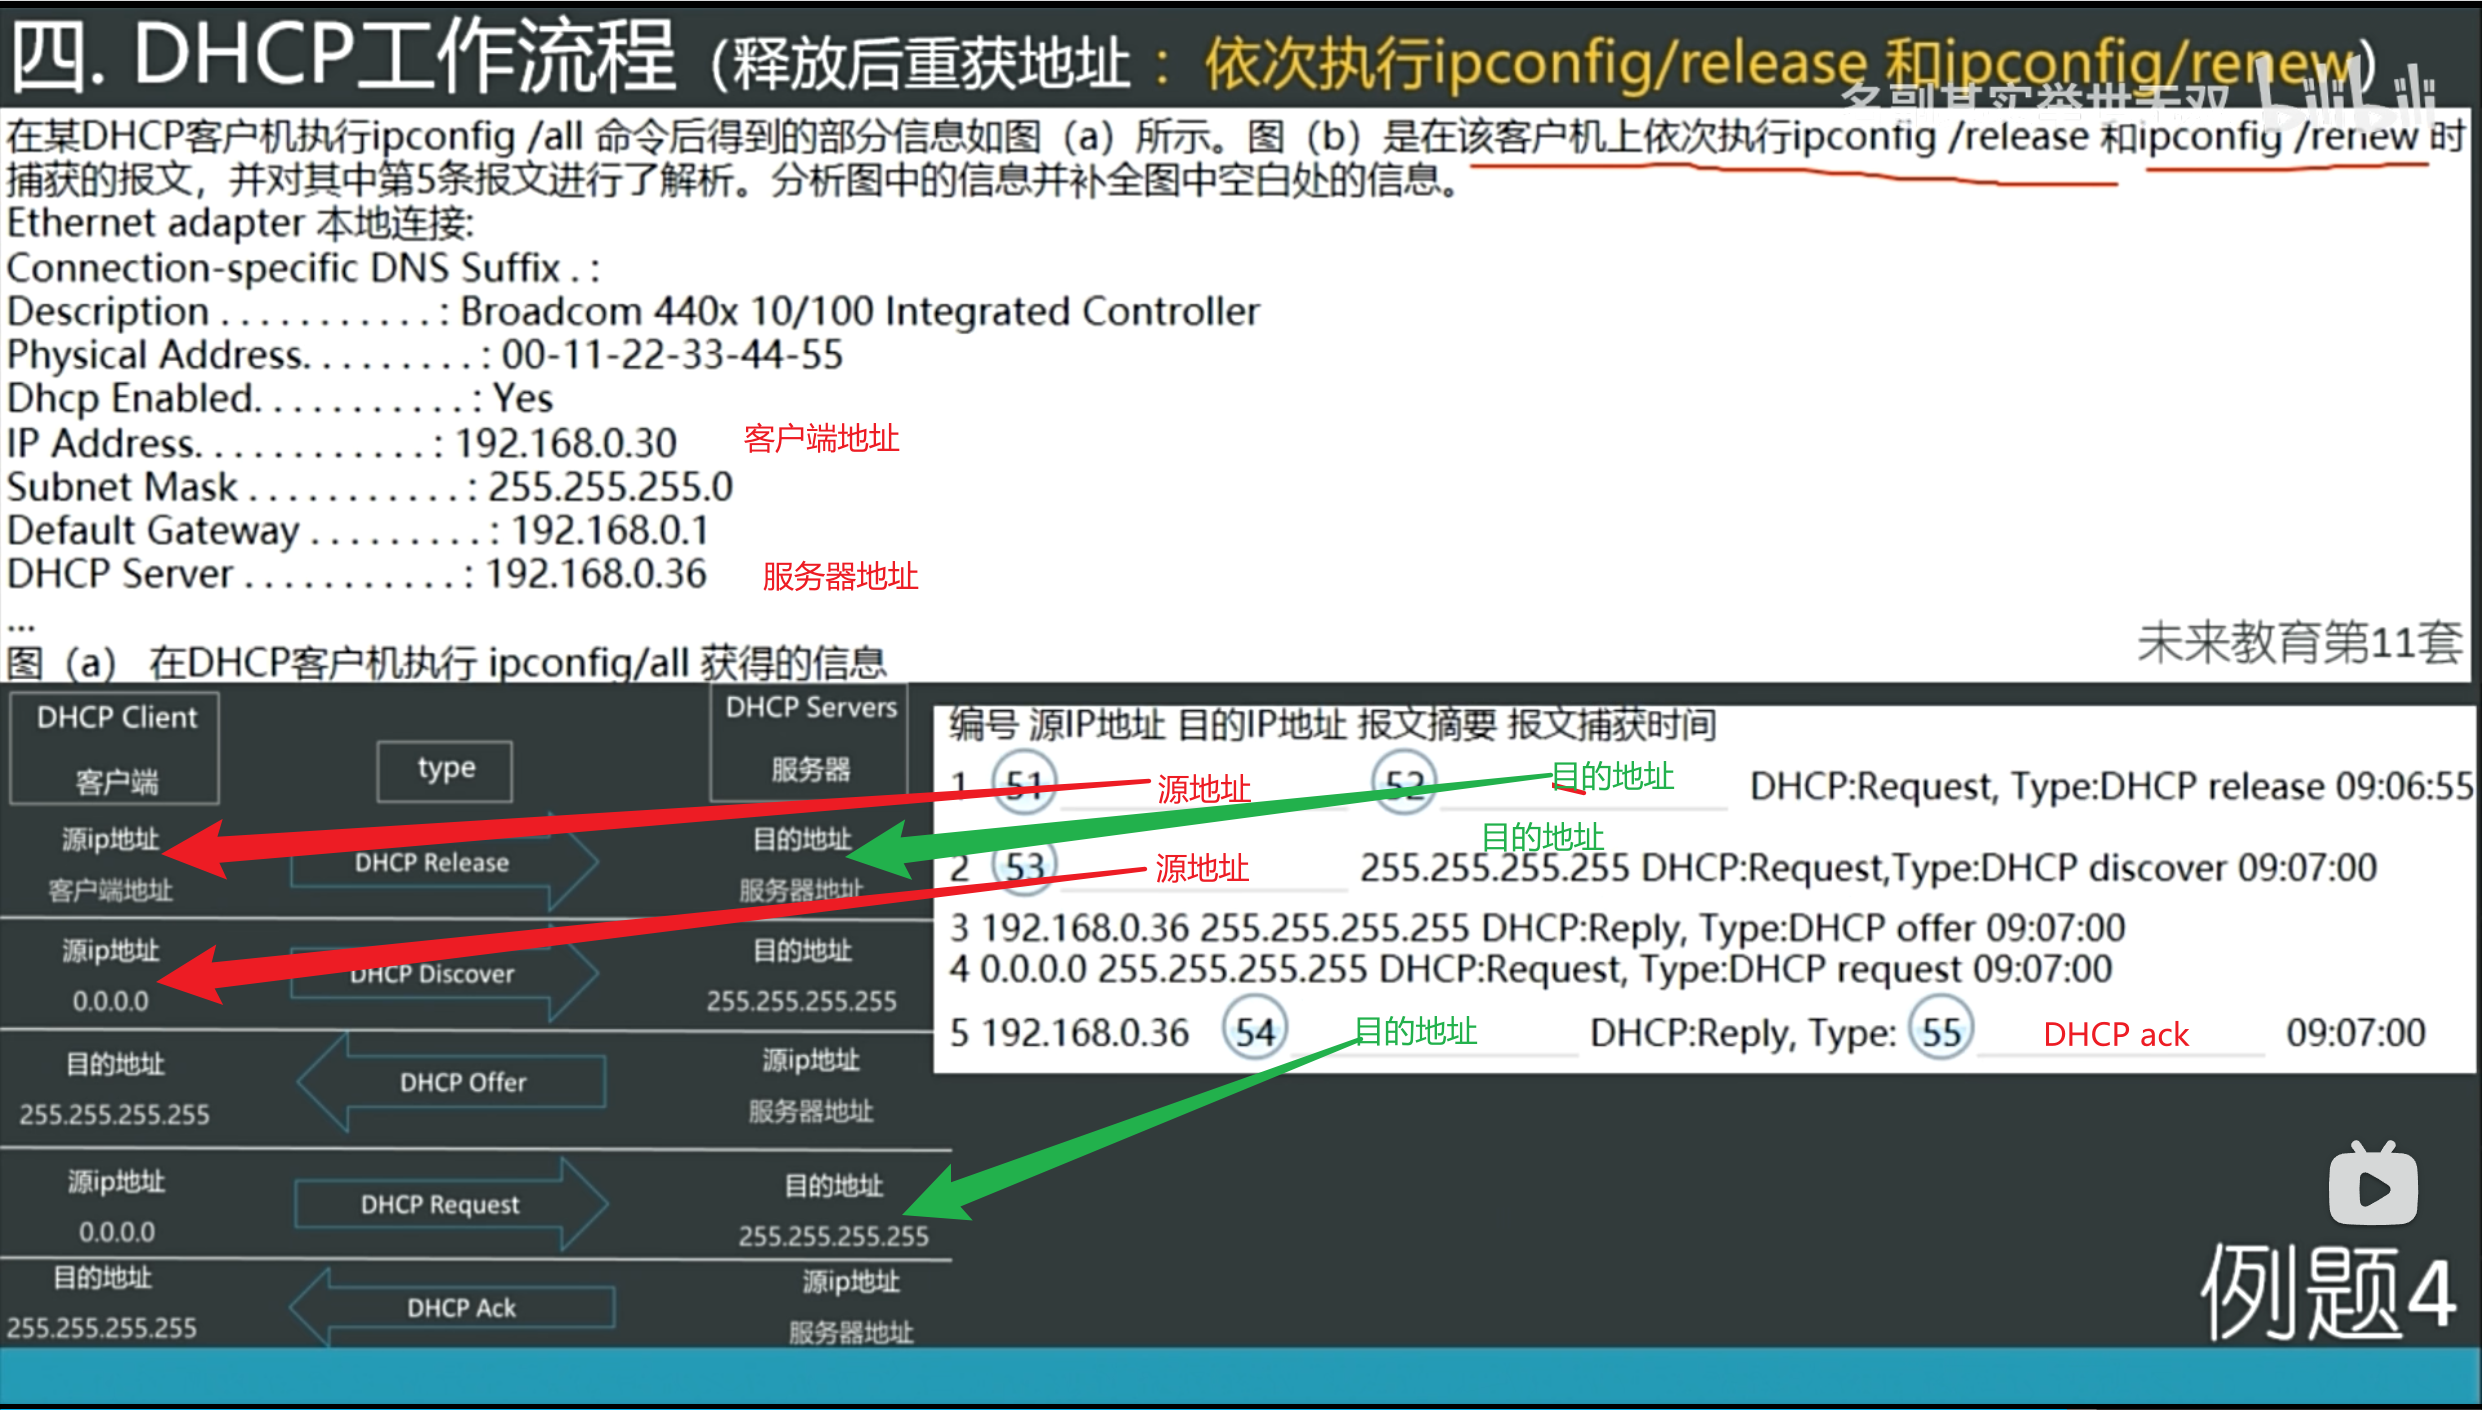 四. DHCP工作流程（释放后重获地址：依次执行ipconfig/release 和ipconfig/renew）
名副其实举世无双 bilibili
在某DHCP客户机执行ipconfig /all 命令后得到的部分信息如图（a）所示。图（b）是在该客户机上依次执行ipconfig /release 和ipconfig /renew 时
捕获的报文，并对其中第5条报文进行了解析。分析图中的信息并补全图中空白处的信息。
Ethernet adapter 本地连接:
Connection-specific DNS Suffix . :
Description . . . . . . . . . . . : Broadcom 440x 10/100 Integrated Controller
Physical Address. . . . . . . . . : 00-11-22-33-44-55
Dhcp Enabled. . . . . . . . . . . : Yes
IP Address. . . . . . . . . . . . : 192.168.0.30 客户端地址
Subnet Mask . . . . . . . . . . . : 255.255.255.0
Default Gateway . . . . . . . . . : 192.168.0.1
DHCP Server . . . . . . . . . . . : 192.168.0.36 服务器地址
...
未来教育第11套
图（a） 在DHCP客户机执行 ipconfig/all 获得的信息
DHCP Client
客户端
type
DHCP Servers
服务器
源ip地址
客户端地址
DHCP Release
目的地址
服务器地址
源ip地址
0.0.0.0
DHCP Discover
目的地址
255.255.255.255
目的地址
255.255.255.255
DHCP Offer
源ip地址
服务器地址
源ip地址
0.0.0.0
DHCP Request
目的地址
255.255.255.255
目的地址
255.255.255.255
DHCP Ack
源ip地址
服务器地址
编号 源IP地址 目的IP地址 报文摘要 报文捕获时间
1 51 源地址 52 目的地址 DHCP:Request, Type:DHCP release 09:06:55
目的地址
2 53 源地址 255.255.255.255 DHCP:Request,Type:DHCP discover 09:07:00
3 192.168.0.36 255.255.255.255 DHCP:Reply, Type:DHCP offer 09:07:00
4 0.0.0.0 255.255.255.255 DHCP:Request, Type:DHCP request 09:07:00
5 192.168.0.36 54 目的地址 DHCP:Reply, Type: 55 DHCP ack 09:07:00
例题4